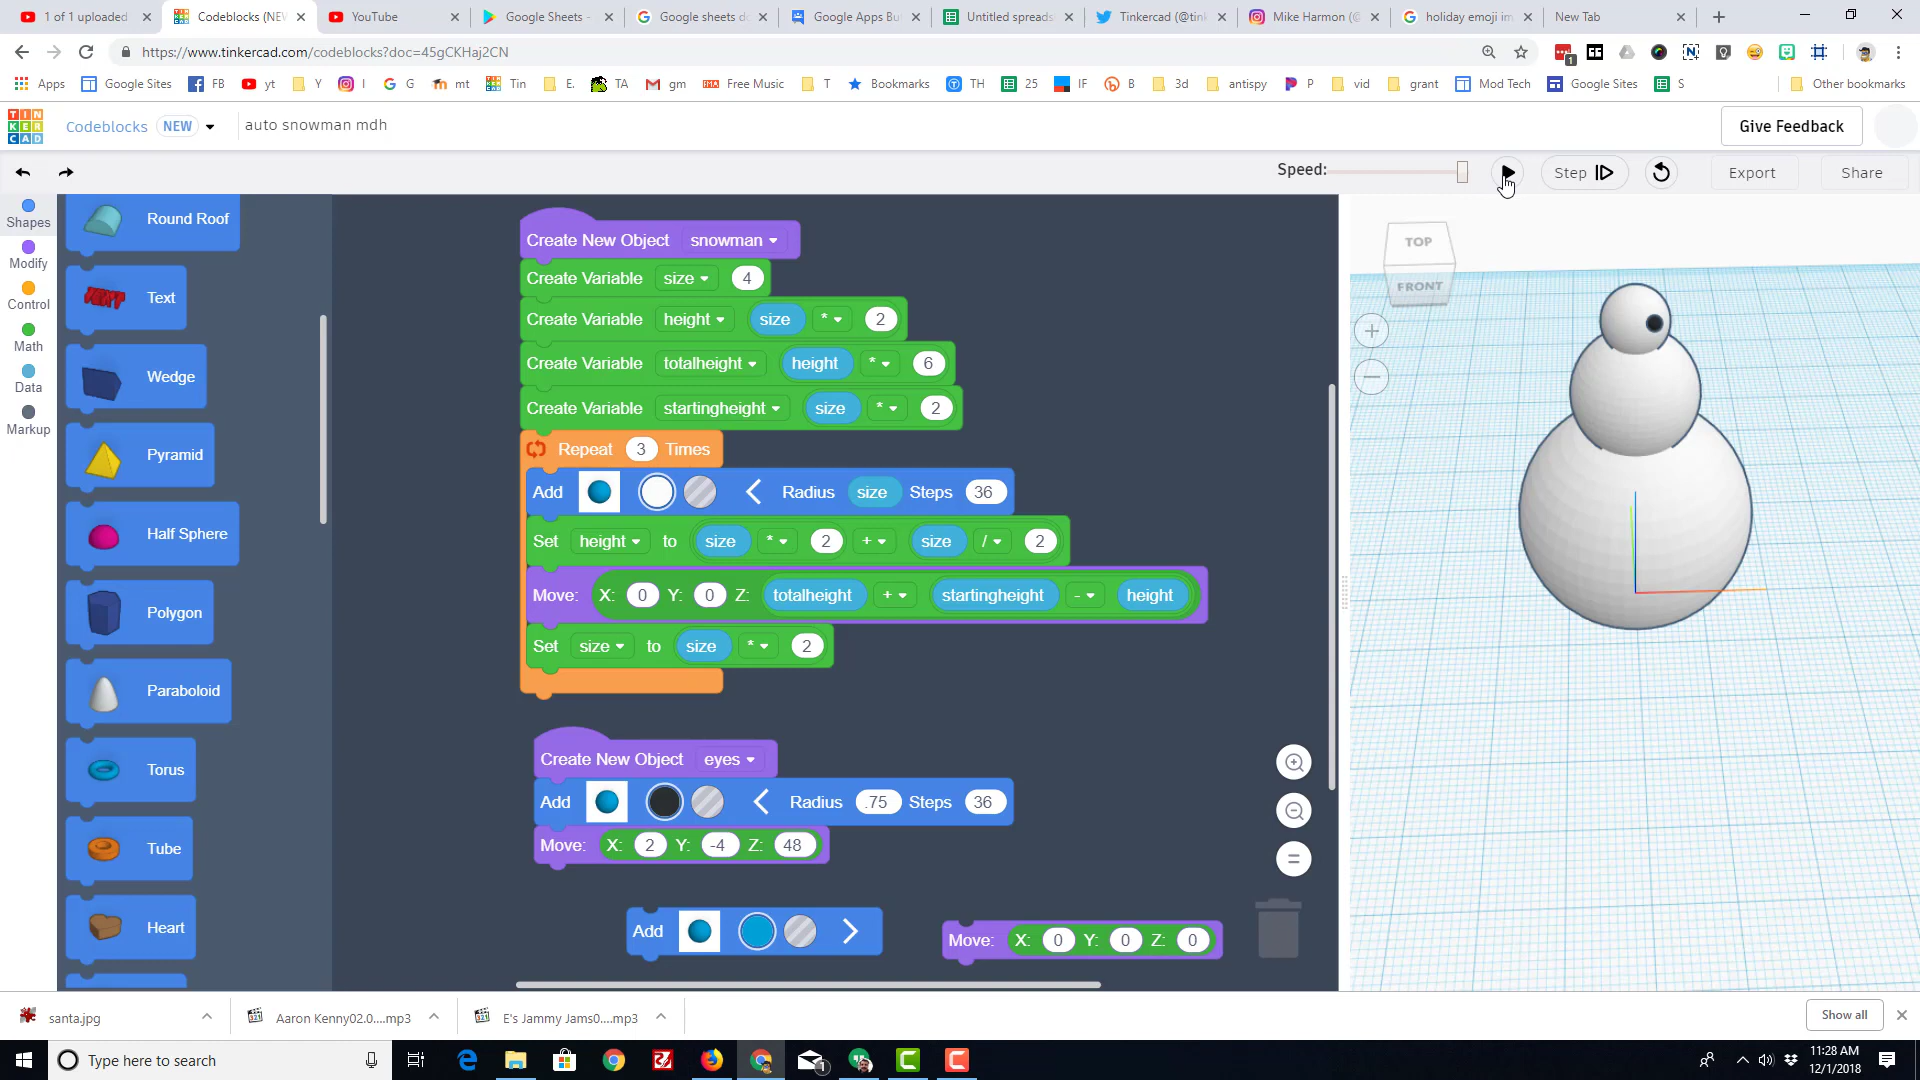 1 of 1 uploaded
Codeblocks (NEW
YouTube
Google Sheets -
Google sheets do
Google Apps Bu
Untitled spreads
Tinkercad (@tink
Mike Harmon (@
holiday emoji im
New Tab
https://www.tinkercad.com/codeblocks?doc=45gCKHaj2CN
Apps
Google Sites
FB
yt
Y
I
G
mt
Tin
E.
TA
gm
Free Music
T
Bookmarks
TH
25
IF
B
3d
antispy
P
vid
grant
Mod Tech
Google Sites
S
Other bookmarks
TIN
KER
CAD
Codeblocks NEW
auto snowman mdh
Give Feedback
Speed:
Step
Export
Share
Shapes
Modify
Control
Math
Data
Markup
Round Roof
Text
Wedge
Pyramid
Half Sphere
Polygon
Paraboloid
Torus
Tube
Heart
Create New Object snowman
Create Variable size 4
Create Variable height size * 2
Create Variable totalheight height * 6
Create Variable startingheight size * 2
Repeat 3 Times
Add Radius size Steps 36
Set height to size * 2 + size / 2
Move: X: 0 Y: 0 Z: totalheight + startingheight - height
Set size to size * 2
Create New Object eyes
Add Radius .75 Steps 36
Move: X: 2 Y: -4 Z: 48
Add
Move: X: 0 Y: 0 Z: 0
TOP
FRONT
santa.jpg
Aaron Kenny02.0....mp3
E's Jammy Jams0....mp3
Show all
Type here to search
11:28 AM
12/1/2018